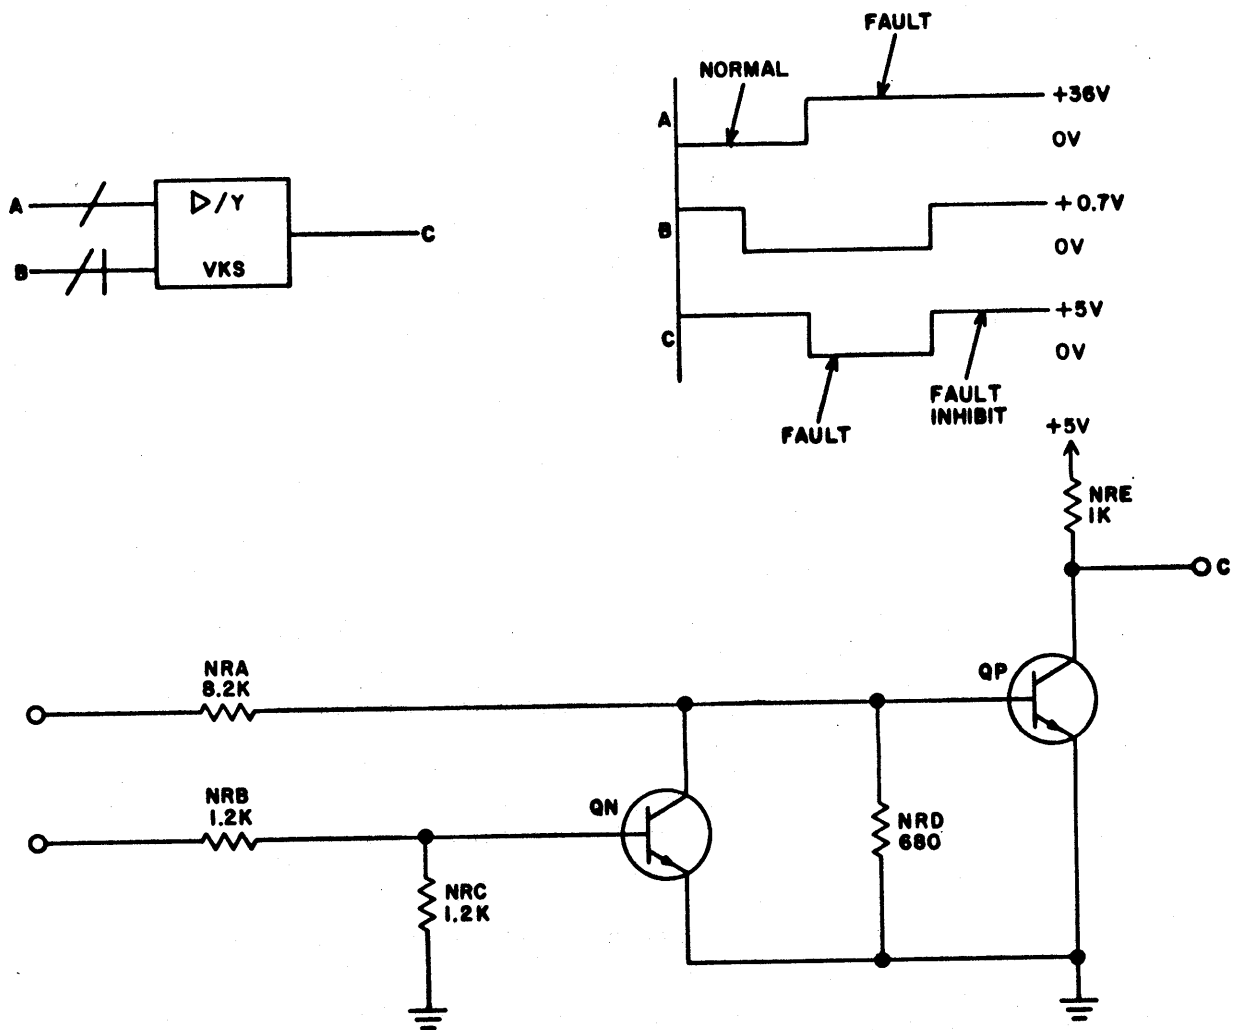 A
B
▷/Y
VKS
C
NORMAL
FAULT
A
+36V
0V
B
+0.7V
0V
C
+5V
0V
FAULT
FAULT
INHIBIT
+5V
NRE
1K
C
NRA
8.2K
QP
NRB
1.2K
QN
NRD
680
NRC
1.2K